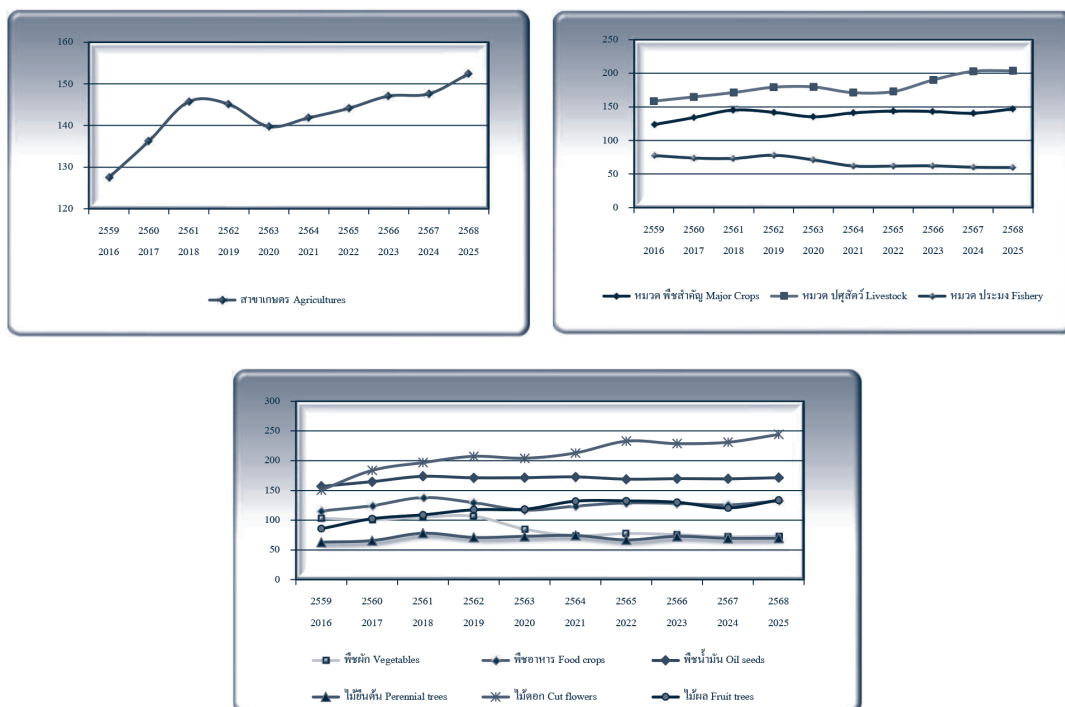 160
150
140
130
120
2559 2560 2561 2562 2563 2564 2565 2566 2567 2568
2016 2017 2018 2019 2020 2021 2022 2023 2024 2025
สาขาเกษตร Agricultures
250
200
150
100
50
0
2559 2560 2561 2562 2563 2564 2565 2566 2567 2568
2016 2017 2018 2019 2020 2021 2022 2023 2024 2025
หมวด พืชสำคัญ Major Crops หมวด ปศุสัตว์ Livestock หมวด ประมง Fishery
300
250
200
150
100
50
0
2559 2560 2561 2562 2563 2564 2565 2566 2567 2568
2016 2017 2018 2019 2020 2021 2022 2023 2024 2025
พืชผัก Vegetables พืชอาหาร Food crops พืชน้ำมัน Oil seeds
ไม้ยืนต้น Perennial trees ไม้ดอก Cut flowers ไม้ผล Fruit trees